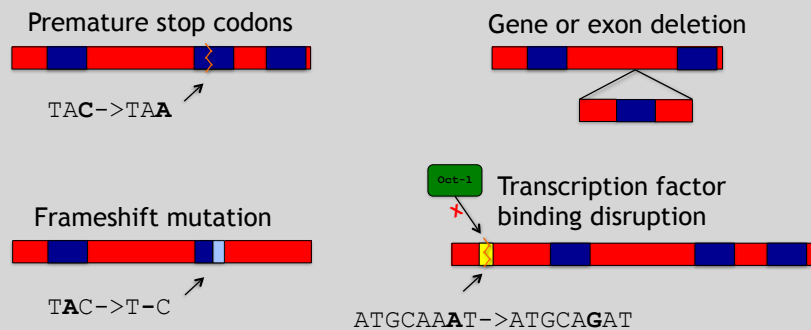 Premature stop codons
TAC->TAA
Gene or exon deletion
Frameshift mutation
TAC->T-C
Oct-1
x
Transcription factor
binding disruption
ATGCAAAT->ATGCAGAT